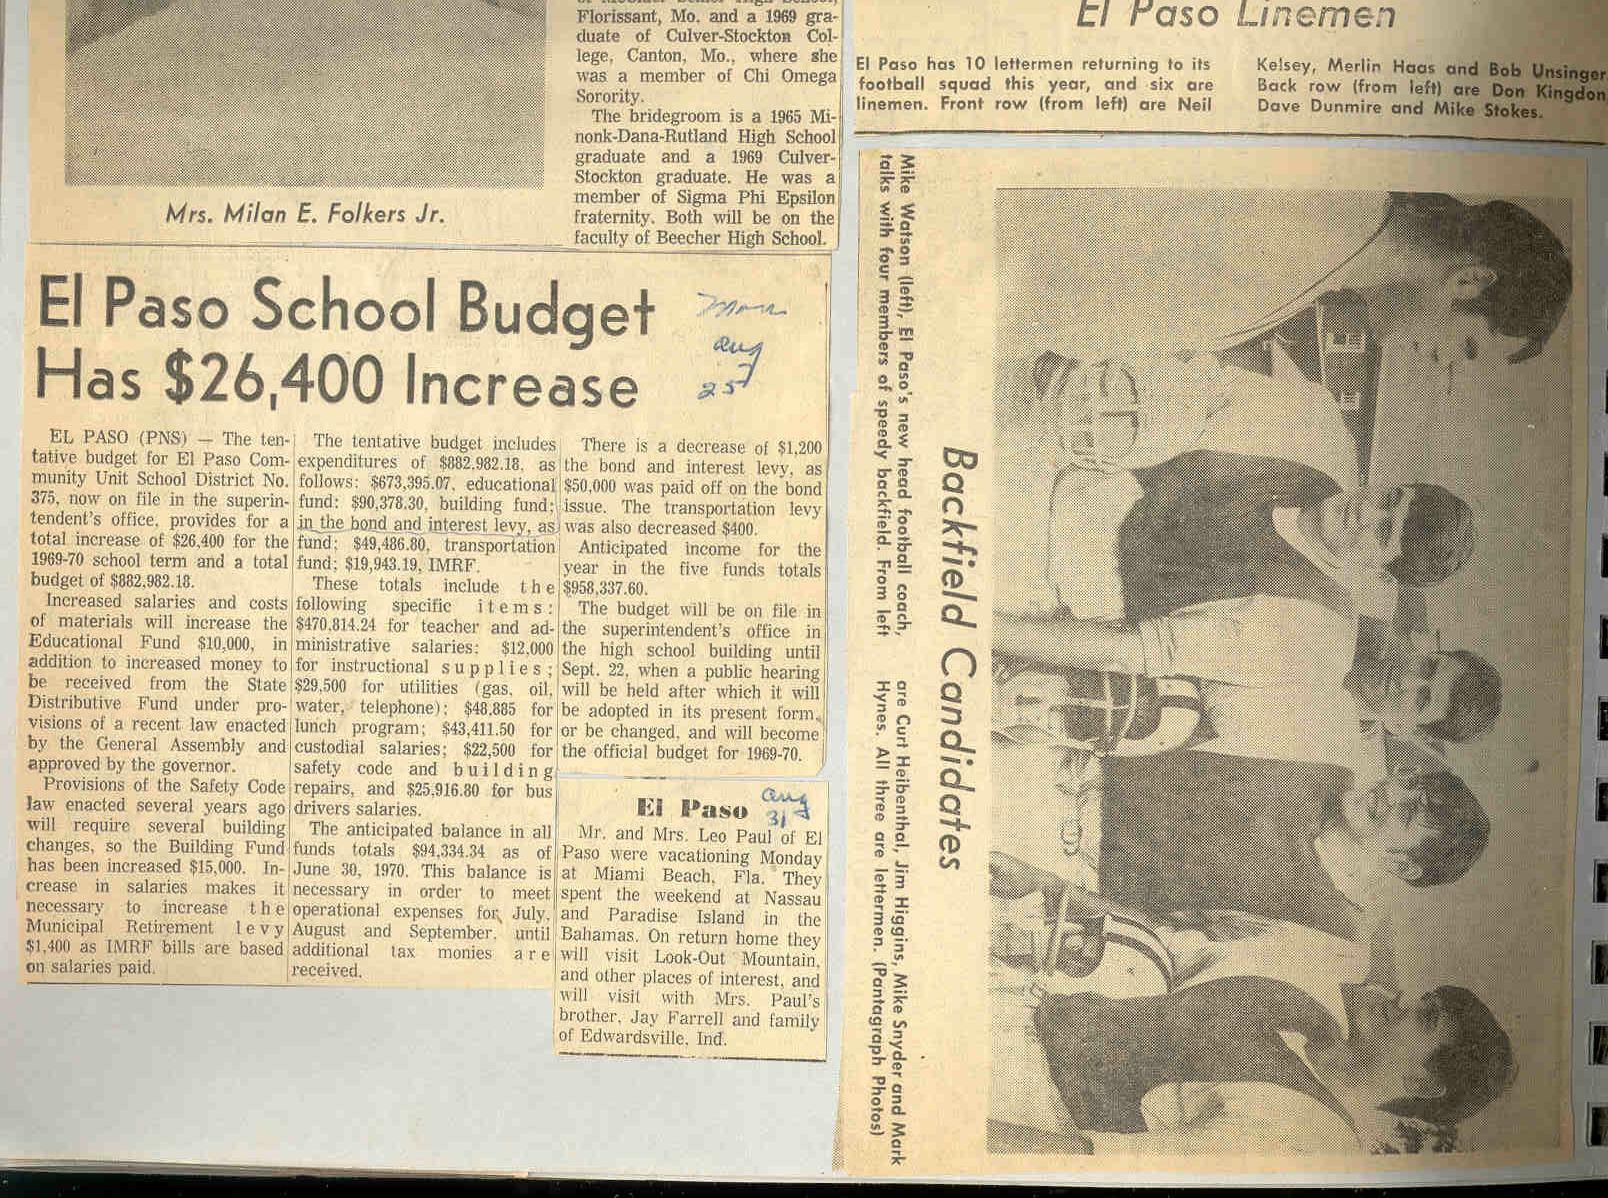 Florissant, Mo. and a 1969 gra-
duate of Culver-Stockton Col-
lege, Canton, Mo., where she
was a member of Chi Omega
Sorority.
The bridegroom is a 1965 Mi-
nonk-Dana-Rutland High School
graduate and a 1969 Culver-
Stockton graduate. He was a
member of Sigma Phi Epsilon
fraternity. Both will be on the
faculty of Beecher High School.
Mrs. Milan E. Folkers Jr.
El Paso Linemen
El Paso has 10 lettermen returning to its
football squad this year, and six are
linemen. Front row (from left) are Neil
Kelsey, Merlin Haas and Bob Unsinger.
Back row (from left) are Don Kingdon,
Dave Dunmire and Mike Stokes.
El Paso School Budget
Has $26,400 Increase
Mon
Aug
25
EL PASO (PNS) — The ten-
tative budget for El Paso Com-
munity Unit School District No.
375, now on file in the superin-
tendent's office, provides for a
total increase of $26,400 for the
1969-70 school term and a total
budget of $882,982.18.
Increased salaries and costs
of materials will increase the
Educational Fund $10,000, in
addition to increased money to
be received from the State
Distributive Fund under pro-
visions of a recent law enacted
by the General Assembly and
approved by the governor.
Provisions of the Safety Code
law enacted several years ago
will require several building
changes, so the Building Fund
has been increased $15,000. In-
crease in salaries makes it
necessary to increase the
Municipal Retirement levy
$1,400 as IMRF bills are based
on salaries paid.
The tentative budget includes
expenditures of $882.982.18, as
follows: $673,395.07, educational
fund: $90,378.30, building fund;
in the bond and interest levy, as
fund; $49,486.80, transportation
fund; $19,943.19, IMRF.
These totals include the
following specific items:
$470,814.24 for teacher and ad-
ministrative salaries; $12,000
for instructional supplies;
$29,500 for utilities (gas, oil,
water, telephone); $48,885 for
lunch program; $43,411.50 for
custodial salaries; $22,500 for
safety code and building
repairs, and $25,916.80 for bus
drivers salaries.
The anticipated balance in all
funds totals $94,334.34 as of
June 30, 1970. This balance is
necessary in order to meet
operational expenses for July,
August and September, until
additional tax monies are
received.
There is a decrease of $1,200
the bond and interest levy, as
$50,000 was paid off on the bond
issue. The transportation levy
was also decreased $400.
Anticipated income for the
year in the five funds totals
$958,337.60.
The budget will be on file in
the superintendent's office in
the high school building until
Sept. 22, when a public hearing
will be held after which it will
be adopted in its present form,
or be changed, and will become
the official budget for 1969-70.
El Paso
Aug
31
Mr. and Mrs. Leo Paul of El
Paso were vacationing Monday
at Miami Beach, Fla. They
spent the weekend at Nassau
and Paradise Island in the
Bahamas. On return home they
will visit Look-Out Mountain,
and other places of interest, and
will visit with Mrs. Paul's
brother, Jay Farrell and family
of Edwardsville, Ind.
Backfield Candidates
Mike Watson (left), El Paso's new head football coach,
talks with four members of speedy backfield. From left
are Curt Heibenthal, Jim Higgins, Mike Snyder and Mark
Hynes. All three are lettermen. (Pantagraph Photos)